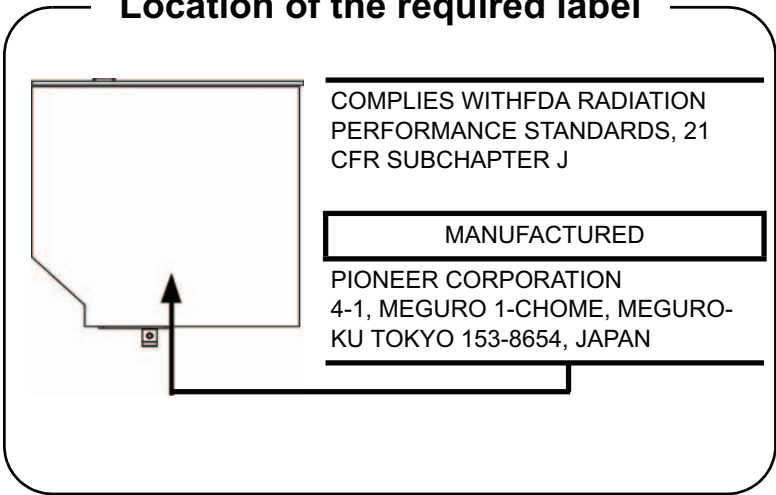 Location of the required label
COMPLIES WITHFDA RADIATION
PERFORMANCE STANDARDS, 21
CFR SUBCHAPTER J
MANUFACTURED
PIONEER CORPORATION
4-1, MEGURO 1-CHOME, MEGURO-
KU TOKYO 153-8654, JAPAN